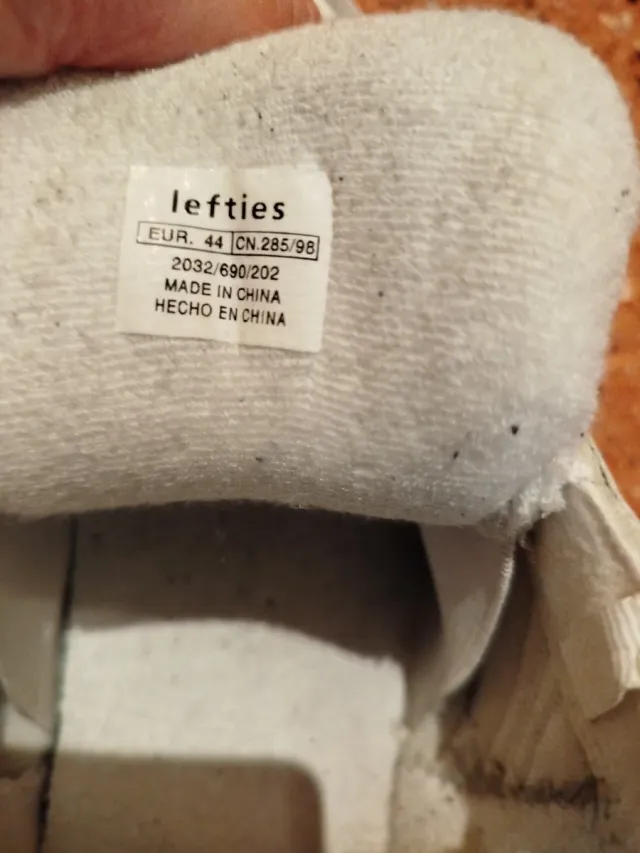 lefties
EUR. 44 CN.285/98
2032/690/202
MADE IN CHINA
HECHO EN CHINA